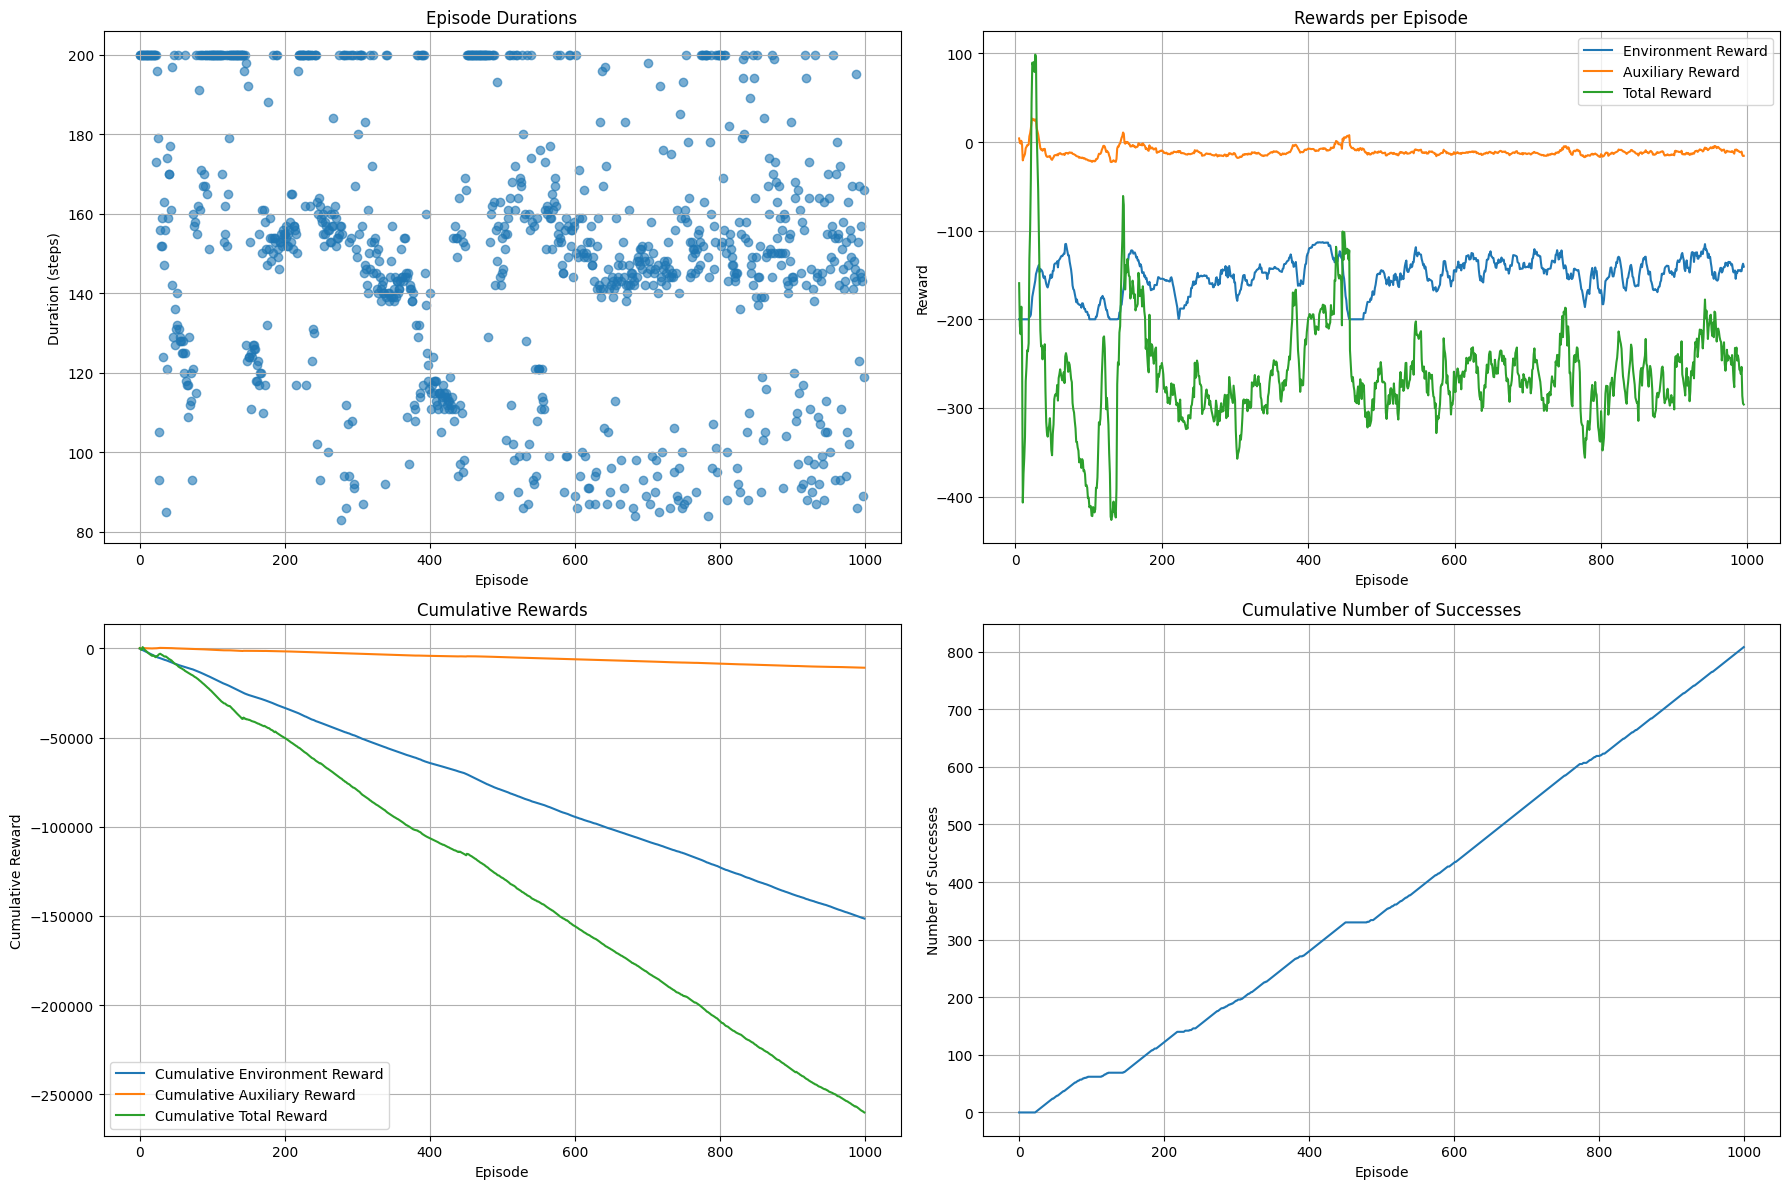 Episode Durations
200
180
160
140
120
100
80
Duration (steps)
0 200 400 600 800 1000
Episode
Rewards per Episode
100
0
−100
−200
−300
−400
Reward
Environment Reward
Auxiliary Reward
Total Reward
0 200 400 600 800 1000
Episode
Cumulative Rewards
0
−50000
−100000
−150000
−200000
−250000
Cumulative Reward
Cumulative Environment Reward
Cumulative Auxiliary Reward
Cumulative Total Reward
0 200 400 600 800 1000
Episode
Cumulative Number of Successes
800
700
600
500
400
300
200
100
0
Number of Successes
0 200 400 600 800 1000
Episode